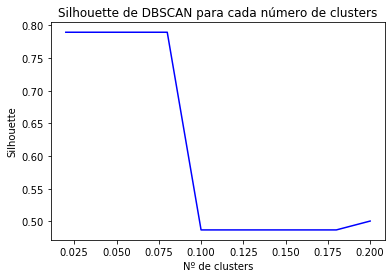 Silhouette de DBSCAN para cada número de clusters
0.80
0.75
0.70
0.65
0.60
0.55
0.50
Silhouette
0.025 0.050 0.075 0.100 0.125 0.150 0.175 0.200
Nº de clusters